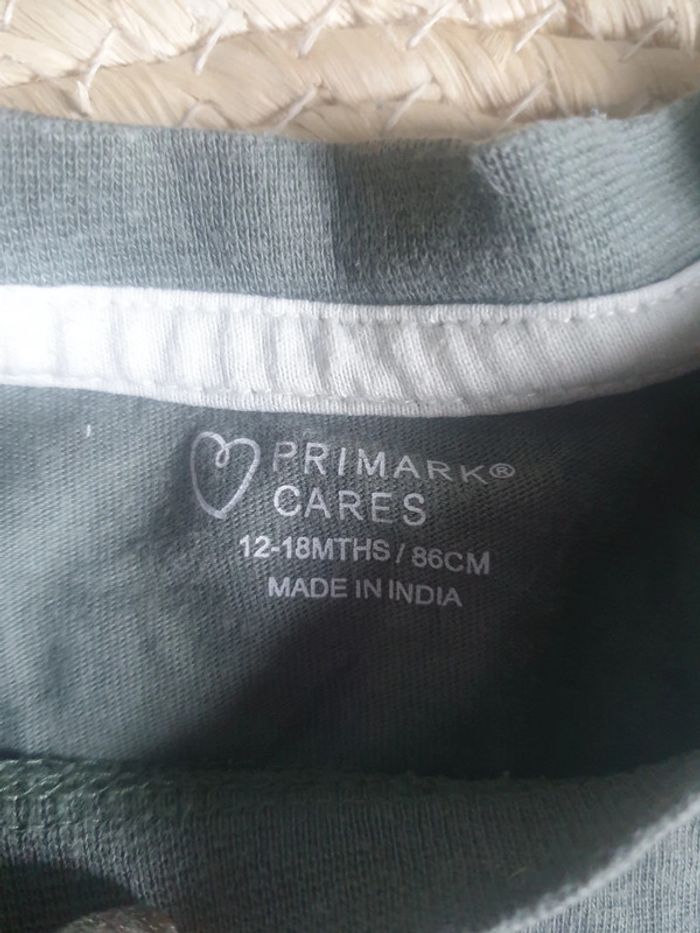 PRIMARK®
CARES
12-18MTHS / 86CM
MADE IN INDIA